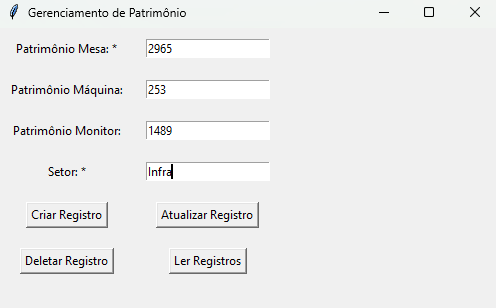 Gerenciamento de Patrimônio
Patrimônio Mesa: * 2965
Patrimônio Máquina: 253
Patrimônio Monitor: 1489
Setor: * Infra
Criar Registro Atualizar Registro
Deletar Registro Ler Registros